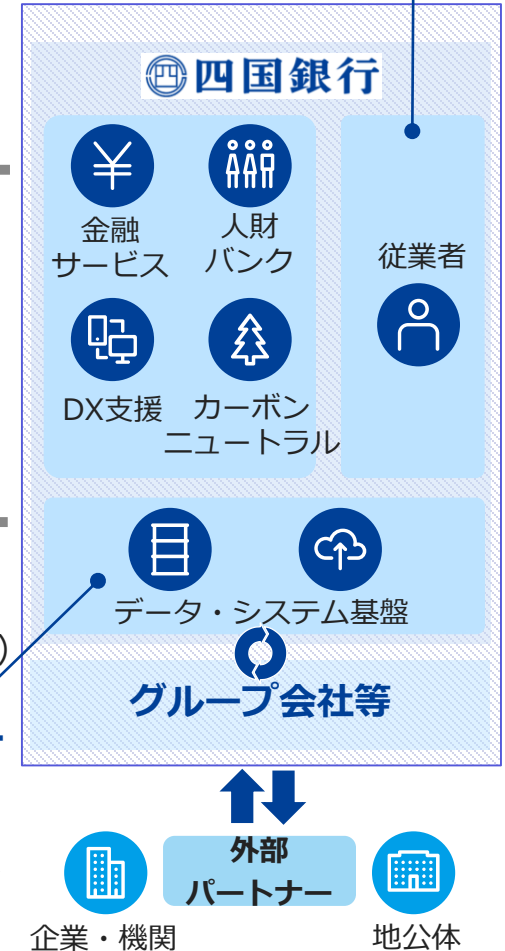 四国銀行
金融
サービス
人財
バンク
従業者
DX支援
カーボン
ニュートラル
データ・システム基盤
)
グループ会社等
外部
パートナー
企業・機関
地公体